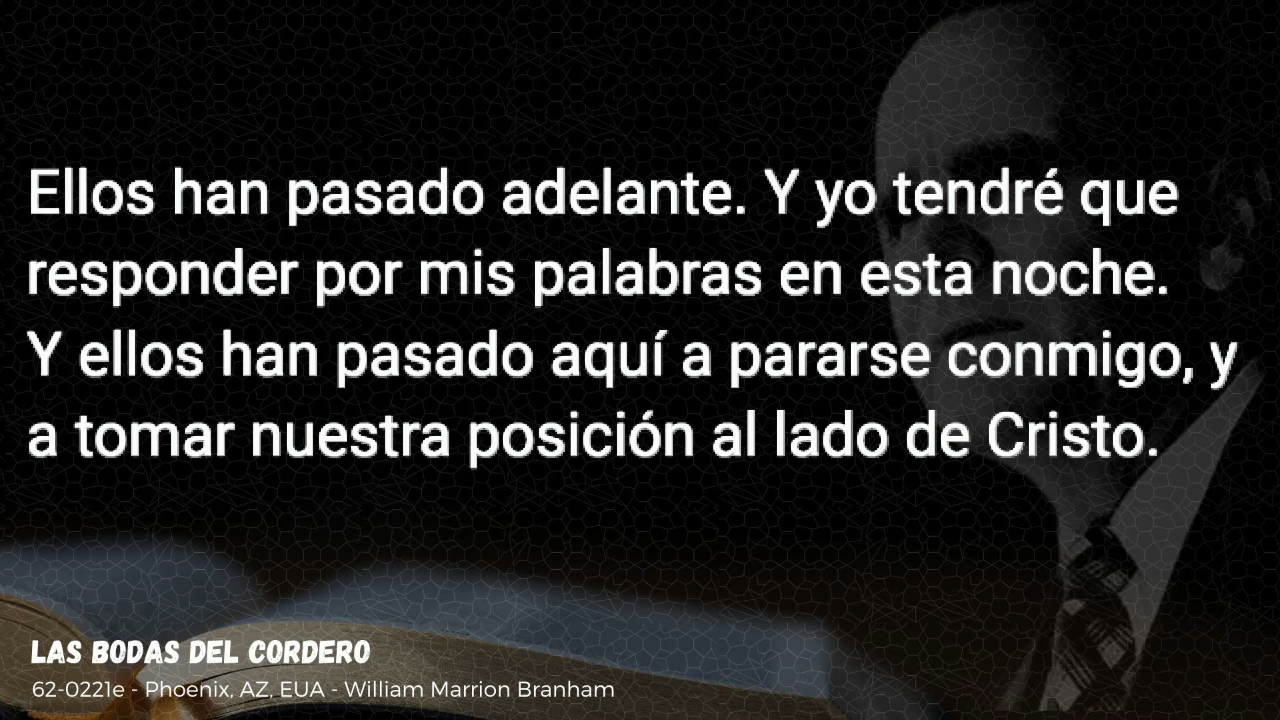 Ellos han pasado adelante. Y yo tendré que
responder por mis palabras en esta noche.
Y ellos han pasado aquí a pararse conmigo, y
a tomar nuestra posición al lado de Cristo.
LAS BODAS DEL CORDERO
62-0221e - Phoenix, AZ, EUA - William Marrion Branham